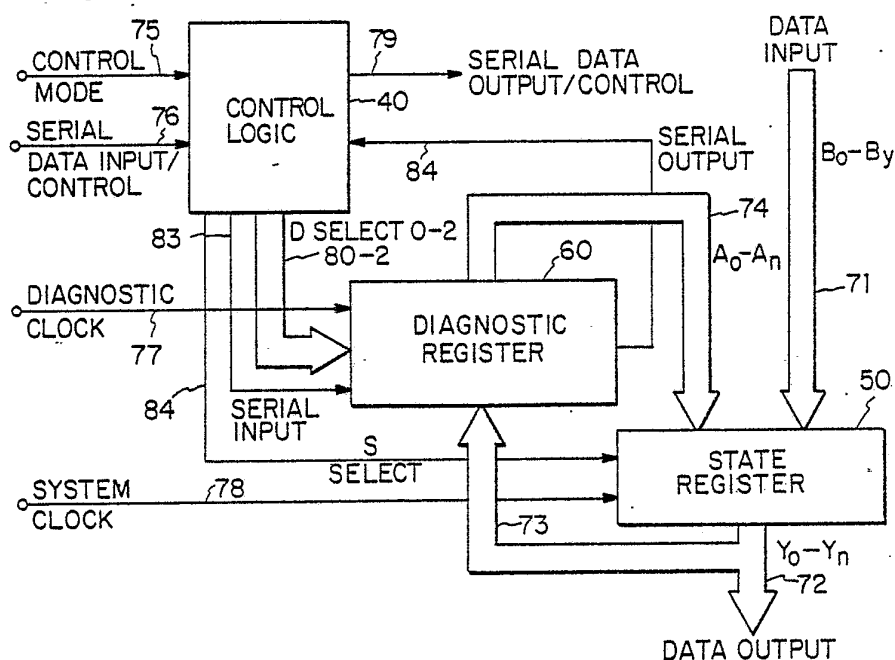 75
CONTROL
MODE
76
SERIAL
DATA INPUT/
CONTROL
CONTROL
LOGIC
79
SERIAL DATA
OUTPUT/CONTROL
40
84
SERIAL
OUTPUT
DATA
INPUT
B0-By
71
74
A0-An
83
D SELECT 0-2
80-2
60
DIAGNOSTIC
CLOCK
77
DIAGNOSTIC
REGISTER
84
SERIAL
INPUT
S
SELECT
50
STATE
REGISTER
SYSTEM
CLOCK
78
73
Y0-Yn
72
DATA OUTPUT